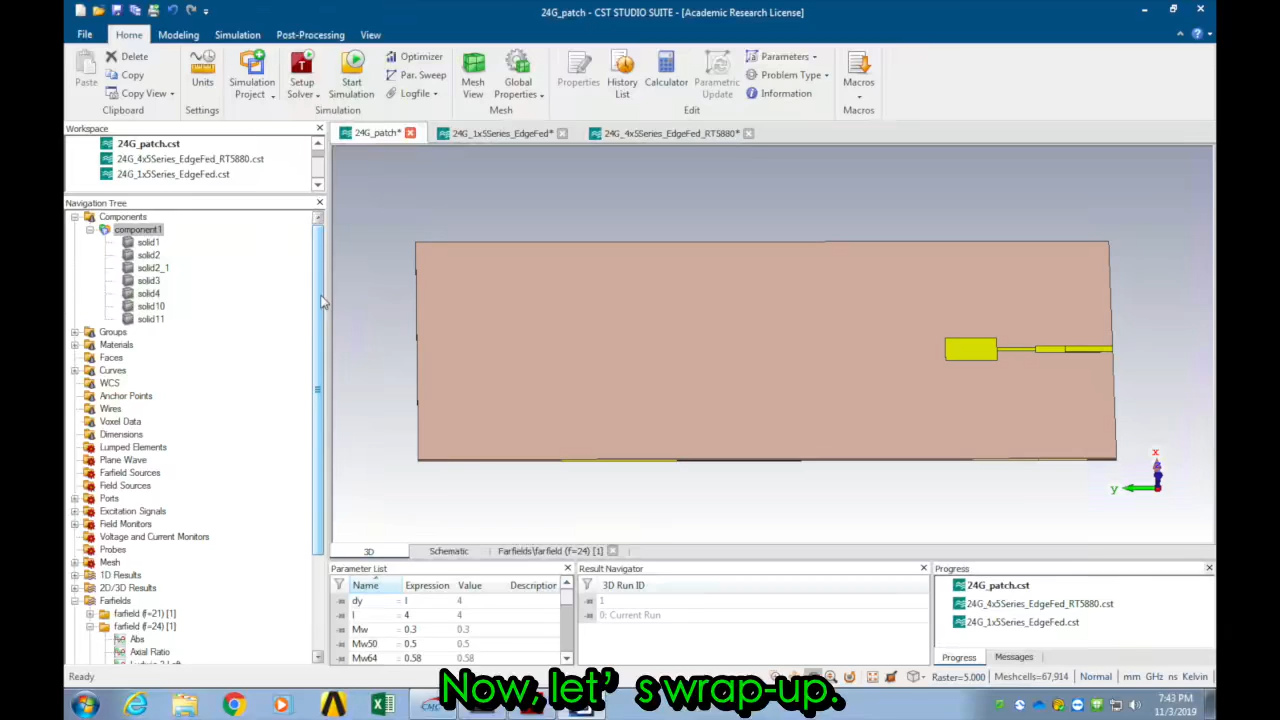 24G_patch - CST STUDIO SUITE - [Academic Research License]
File Home Modeling Simulation Post-Processing View
Paste
Delete
Copy
Copy View
Clipboard
Units
Settings
Simulation Project
Setup Solver
Start Simulation
Optimizer
Par. Sweep
Logfile
Simulation
Mesh View
Global Properties
Mesh
Properties
History List
Calculator
Parametric Update
Parameters
Problem Type
Information
Edit
Macros
Macros
Workspace
24G_patch.cst
24G_4x5Series_EdgeFed_RT5880.cst
24G_1x5Series_EdgeFed.cst
24G_patch* 24G_1x5Series_EdgeFed* 24G_4x5Series_EdgeFed_RT5880*
Navigation Tree
Components
component1
solid1
solid2
solid2_1
solid3
solid4
solid10
solid11
Groups
Materials
Faces
Curves
WCS
Anchor Points
Wires
Voxel Data
Dimensions
Lumped Elements
Plane Wave
Farfield Sources
Field Sources
Ports
Excitation Signals
Field Monitors
Voltage and Current Monitors
Probes
Mesh
1D Results
2D/3D Results
Farfields
farfield (f=21) [1]
farfield (f=24) [1]
Abs
Axial Ratio
x
y
3D Schematic Farfields\farfield (f=24) [1]
Parameter List
Name Expression Value Description
dy = l 4
l = 4 4
Mw = 0.3 0.3
Mw50 = 0.5 0.5
Mw64 = 0.58 0.58
Result Navigator
3D Run ID
1
0: Current Run
Progress
24G_patch.cst
24G_4x5Series_EdgeFed_RT5880.cst
24G_1x5Series_EdgeFed.cst
Progress Messages
Ready
Raster=5.000 Meshcells=67,914 Normal mm GHz ns Kelvin
Now, let's wrap-up.
7:43 PM
11/3/2019